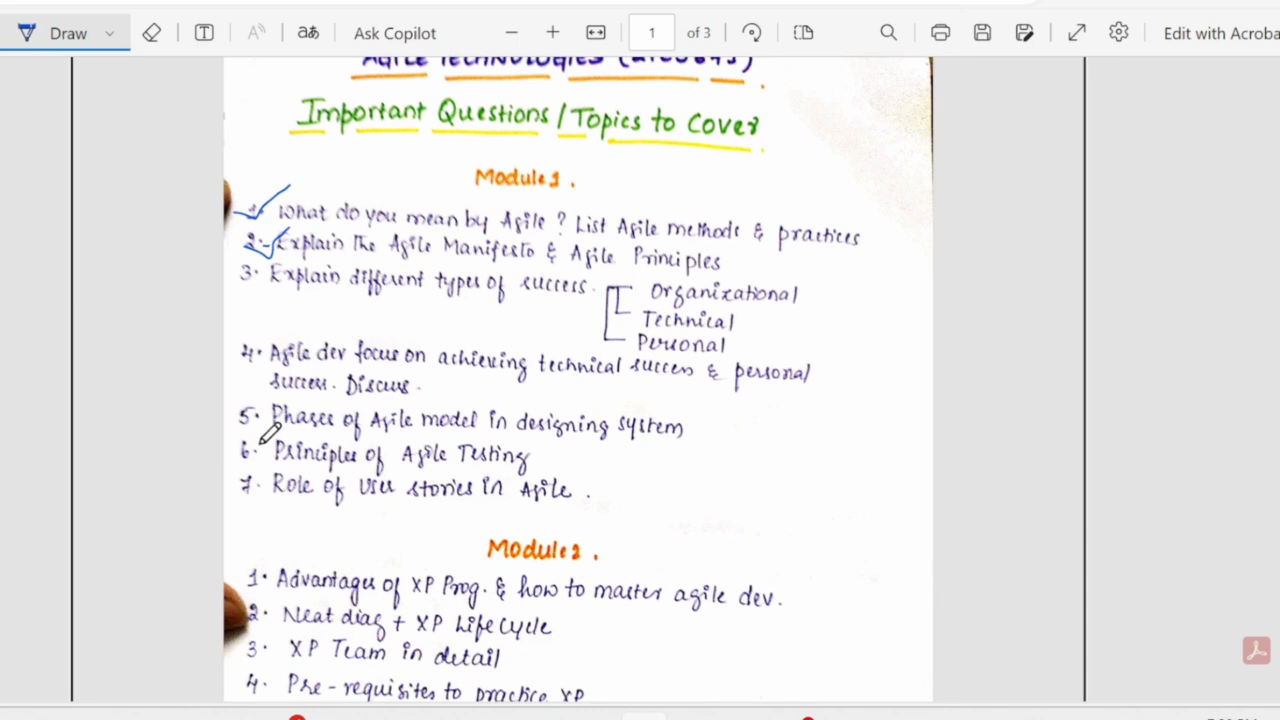 Draw
Ask Copilot
1 of 3
Edit with Acroba
AGILE TECHNOLOGIES
Important Questions / Topics to Cover
Module 1 .
1. What do you mean by Agile ? List Agile methods & practices
2. Explain the Agile Manifesto & Agile Principles
3. Explain different types of success.
Organizational
Technical
Personal
4. Agile dev focus on achieving technical success & personal
success. Discuss.
5. Phases of Agile model in designing system
6. Principles of Agile Testing
7. Role of User stories in Agile .
Module 2 .
1. Advantages of XP Prog. & how to master agile dev.
2. Neat diag + XP Life Cycle
3. XP Team in detail
4. Pre-requisites to practice XP